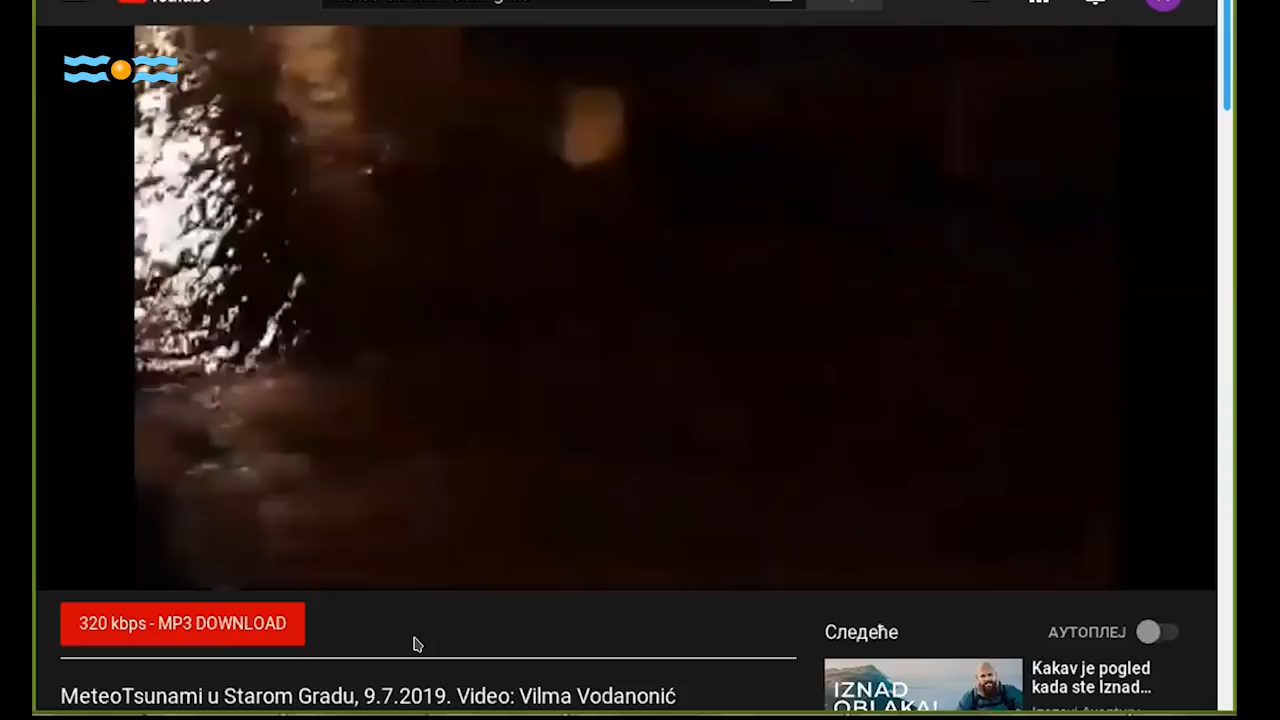 320 kbps - MP3 DOWNLOAD
MeteoTsunami u Starom Gradu, 9.7.2019. Video: Vilma Vodanonić
Следеће
АУТОПЛЕЈ
IZNAD
OBLAKA!
Kakav je pogled
kada ste Iznad...